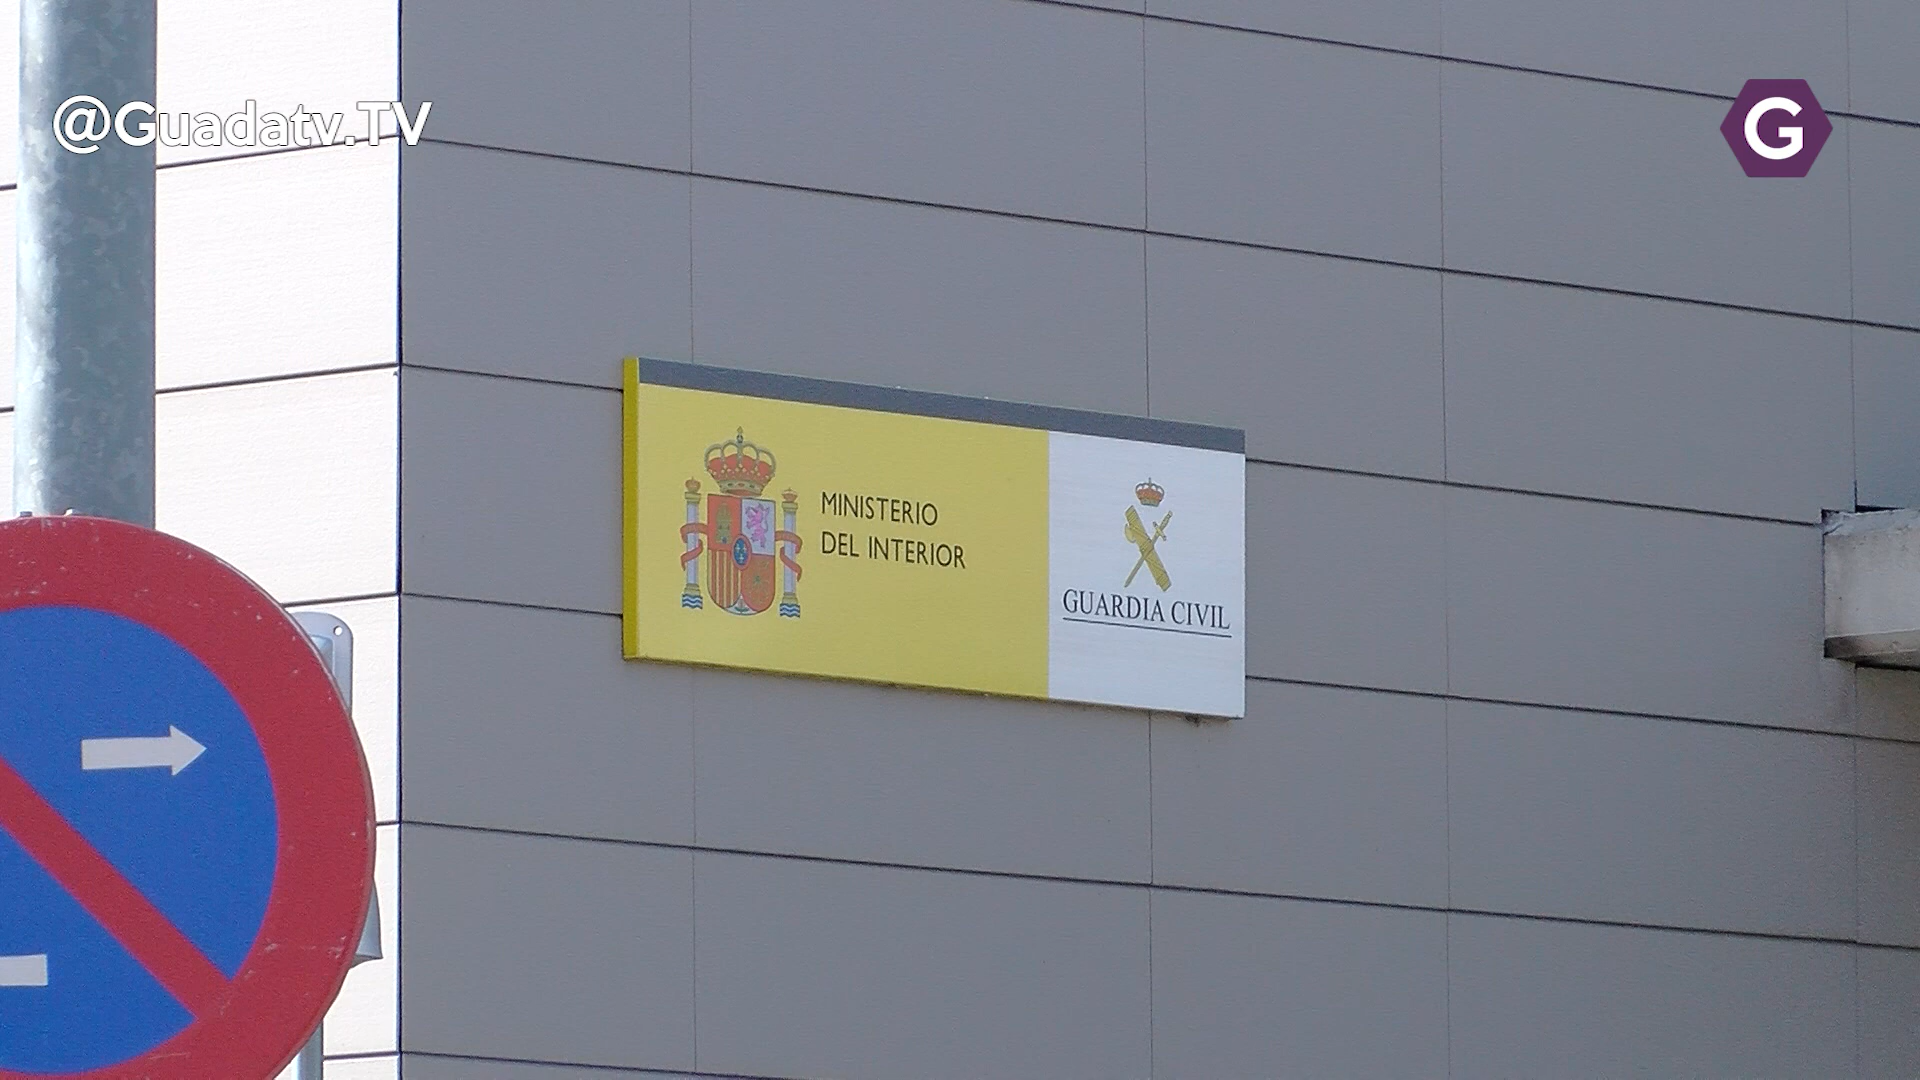 @Guadatv.TV
G
MINISTERIO
DEL INTERIOR
GUARDIA CIVIL